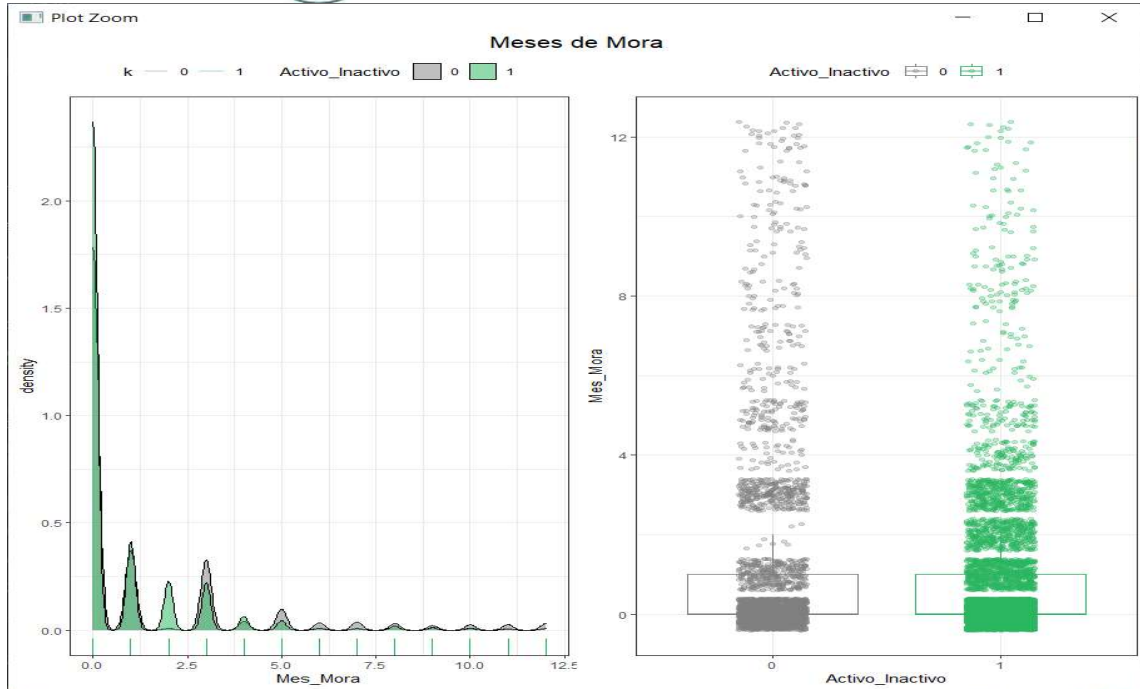 Plot Zoom
Meses de Mora
k 0 1 Activo_Inactivo 0 1
Activo_Inactivo 0 1
density
2.0
1.5
1.0
0.5
0.0
0.0 2.5 5.0 7.5 10.0 12.5
Mes_Mora
Mes_Mora
12
8
4
0
0 1
Activo_Inactivo